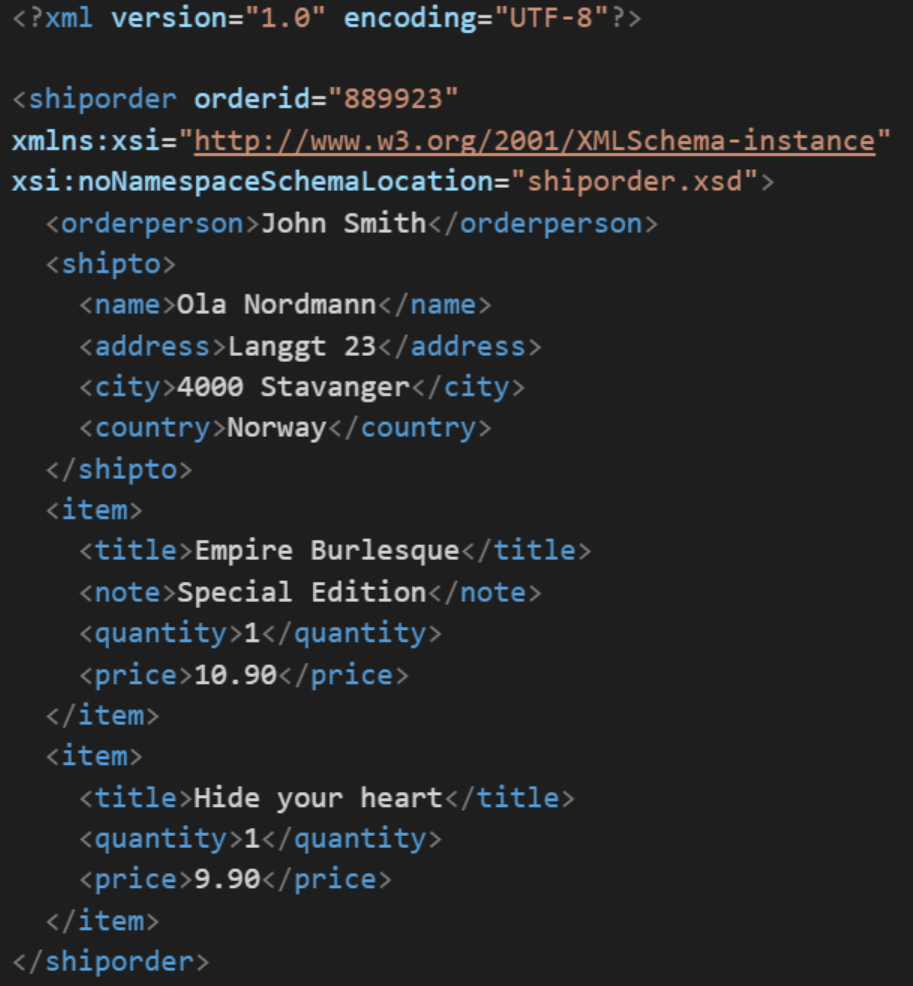 <?xml version="1.0" encoding="UTF-8"?>

<shiporder orderid="889923"
xmlns:xsi="http://www.w3.org/2001/XMLSchema-instance"
xsi:noNamespaceSchemaLocation="shiporder.xsd">
  <orderperson>John Smith</orderperson>
  <shipto>
    <name>Ola Nordmann</name>
    <address>Langgt 23</address>
    <city>4000 Stavanger</city>
    <country>Norway</country>
  </shipto>
  <item>
    <title>Empire Burlesque</title>
    <note>Special Edition</note>
    <quantity>1</quantity>
    <price>10.90</price>
  </item>
  <item>
    <title>Hide your heart</title>
    <quantity>1</quantity>
    <price>9.90</price>
  </item>
</shiporder>